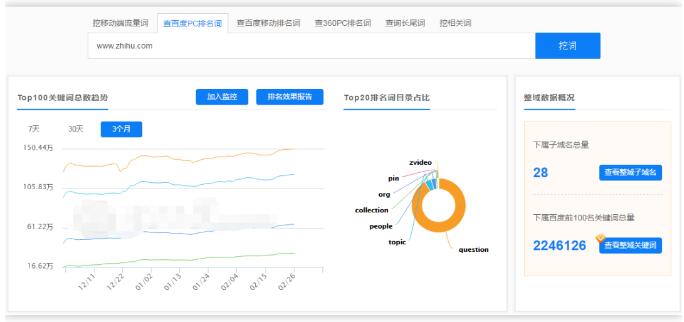 挖移动端流量词 查百度PC排名词 查百度移动排名词 查360PC排名词 查词长尾词 挖相关词
www.zhihu.com 挖词
Top100关键词总数趋势 加入监控 排名效果报告
7天 30天 3个月
150.44万
105.83万
61.22万
16.62万
12/11 12/22 01/02 01/13 01/24 02/04 02/15 02/26
Top20排名词目录占比
zvideo
pin
org
collection
people
topic
question
整域数据概况
下属子域名总量
28 查看整域子域名
下属百度前100名关键词总量
2246126 查看整域关键词